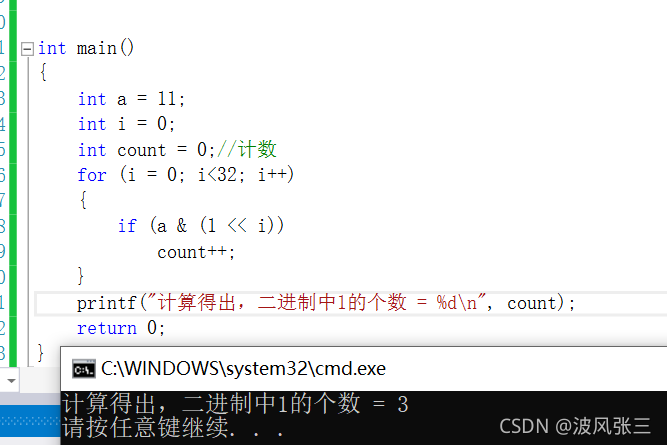 int main()
{
int a = 11;
int i = 0;
int count = 0;//计数
for (i = 0; i<32; i++)
{
if (a & (1 << i))
count++;
}
printf("计算得出，二进制中1的个数 = %d\n", count);
return 0;
}
C:\WINDOWS\system32\cmd.exe
计算得出，二进制中1的个数 = 3
请按任意键继续. . .
CSDN @波风张三